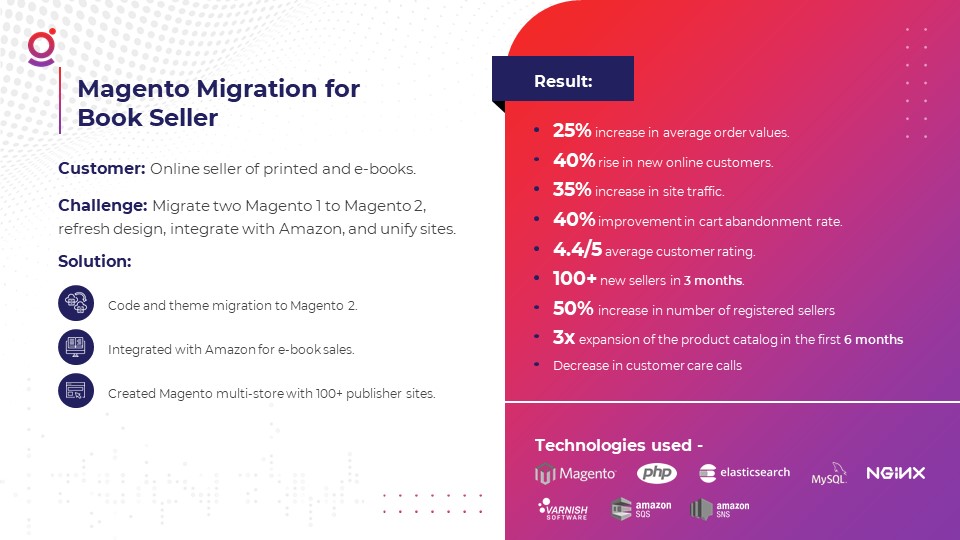 Magento Migration for
Book Seller
Customer: Online seller of printed and e-books.
Challenge: Migrate two Magento 1 to Magento 2,
refresh design, integrate with Amazon, and unify sites.
Solution:
Code and theme migration to Magento 2.
Integrated with Amazon for e-book sales.
Created Magento multi-store with 100+ publisher sites.
Result:
• 25% increase in average order values.
• 40% rise in new online customers.
• 35% increase in site traffic.
• 40% improvement in cart abandonment rate.
• 4.4/5 average customer rating.
• 100+ new sellers in 3 months.
• 50% increase in number of registered sellers
• 3x expansion of the product catalog in the first 6 months
• Decrease in customer care calls
Technologies used -
Magento php elasticsearch MySQL NGINX
VARNISH SOFTWARE amazon SQS amazon SNS